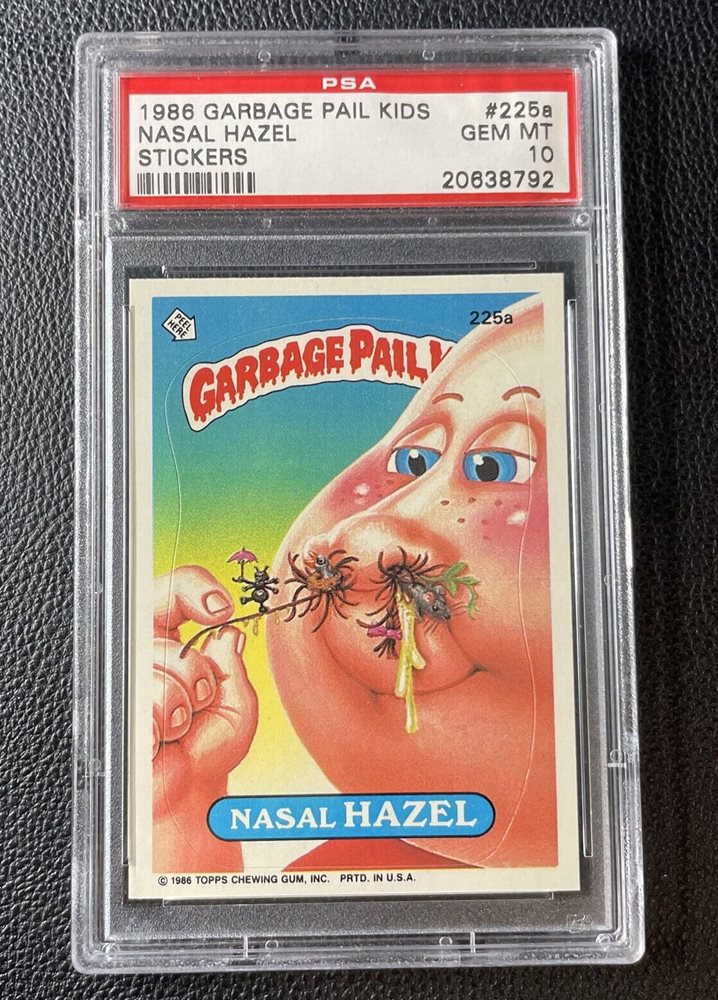 PSA
1986 GARBAGE PAIL KIDS #225a
NASAL HAZEL GEM MT
STICKERS 10
20638792
PEEL
HERE
225a
GARBAGE PAIL
NASAL HAZEL
© 1986 TOPPS CHEWING GUM, INC. PRTD. IN U.S.A.